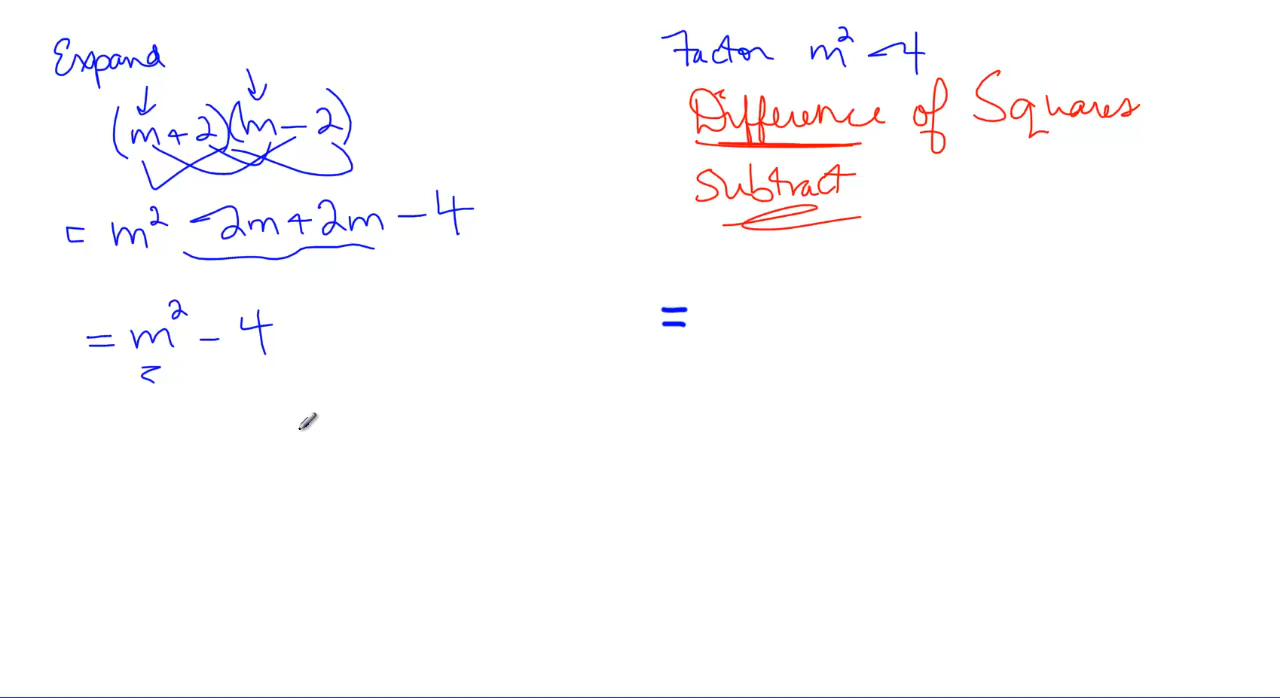 Expand
(m+2)(m-2)
= m² -2m+2m-4
= m² - 4
Factor m² -4
Difference of Squares
Subtract
=